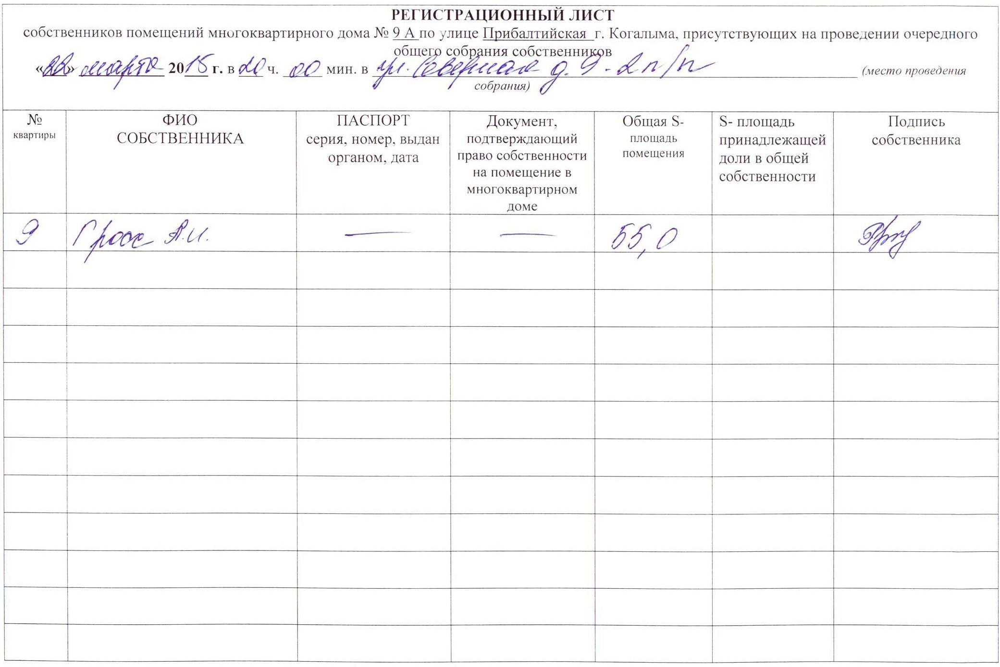 РЕГИСТРАЦИОННЫЙ ЛИСТ
собственников помещений многоквартирного дома № 9 А по улице Прибалтийская г. Когалыма, присутствующих на проведении очередного
общего собрания собственников
«22» марта 2015 г. в 20 ч. 00 мин. в ул. Северная д. 9 - 2 п/п (место проведения
собрания)
№
квартиры
ФИО
СОБСТВЕННИКА
ПАСПОРТ
серия, номер, выдан
органом, дата
Документ,
подтверждающий
право собственности
на помещение в
многоквартирном
доме
Общая S-
площадь
помещения
S- площадь
принадлежащей
доли в общей
собственности
Подпись
собственника
9 Гросс А.И. — — 55,0